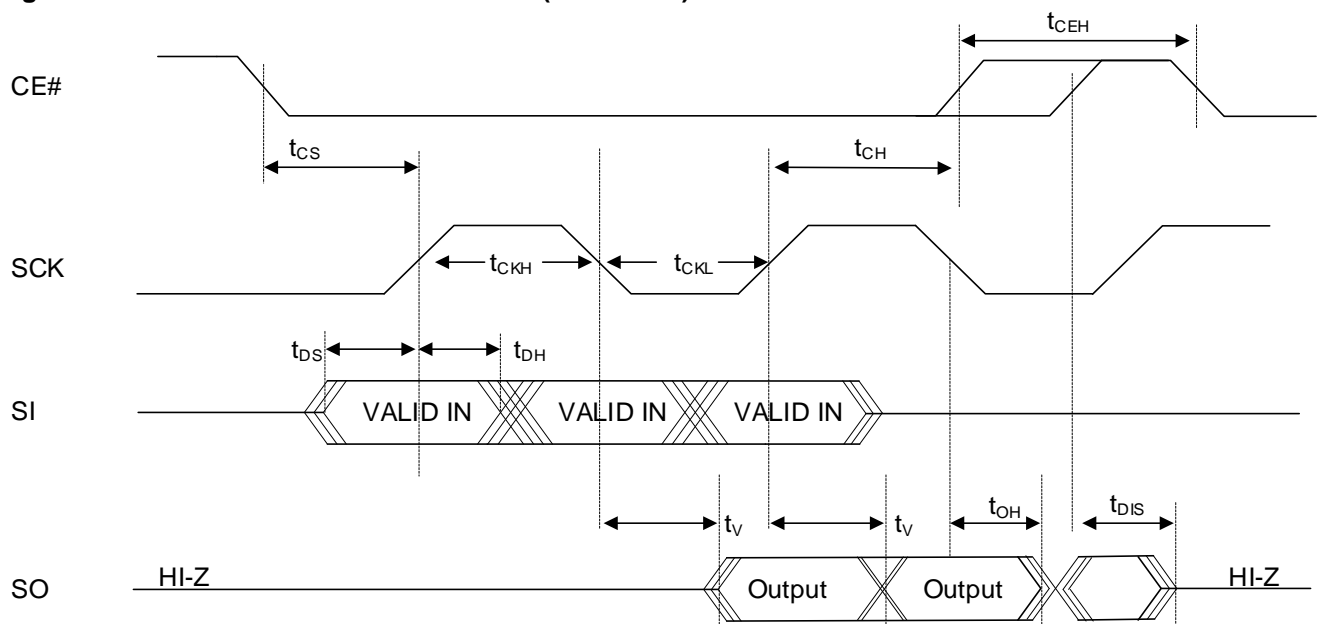 tCEH
CE#
tCS
tCH
SCK
tCKH
tCKL
tDS
tDH
SI
VALID IN
VALID IN
VALID IN
tV
tV
tOH
tDIS
SO
HI-Z
Output
Output
HI-Z